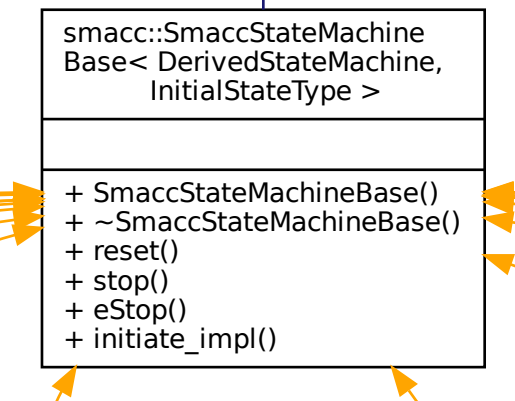 smacc::SmaccStateMachine
Base< DerivedStateMachine,
InitialStateType >
+ SmaccStateMachineBase()
+ ~SmaccStateMachineBase()
+ reset()
+ stop()
+ eStop()
+ initiate_impl()